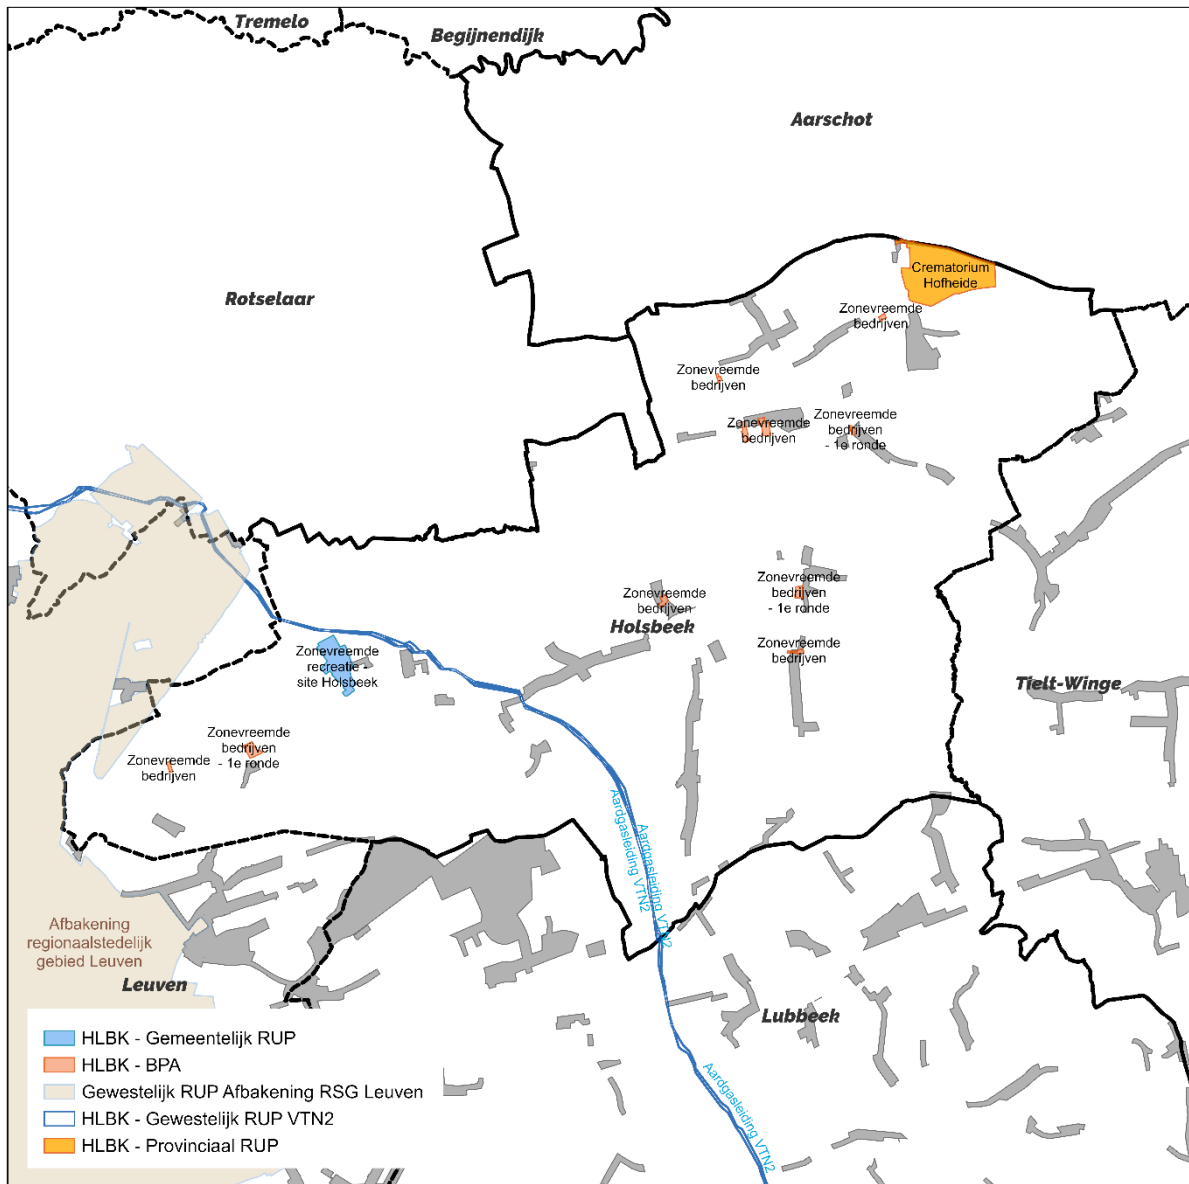 Tremelo
Begijnendijk
Aarschot
Crematorium
Hofheide
Rotselaar
Zonevreemde
bedrijven
Zonevreemde
bedrijven
Zonevreemde
bedrijven
Zonevreemde
bedrijven
- 1e ronde
Zonevreemde
bedrijven
- 1e ronde
Zonevreemde
bedrijven
Holsbeek
Zonevreemde
bedrijven
Zonevreemde
recreatie -
site Holsbeek
Tielt-Winge
Zonevreemde
bedrijven
- 1e ronde
Zonevreemde
bedrijven
Aardgasleiding VTN2
Aardgasleiding VTN2
Afbakening
regionaalstedelijk
gebied Leuven
Leuven
Lubbeek
Aardgasleiding VTN2
HLBK - Gemeentelijk RUP
HLBK - BPA
Gewestelijk RUP Afbakening RSG Leuven
HLBK - Gewestelijk RUP VTN2
HLBK - Provinciaal RUP